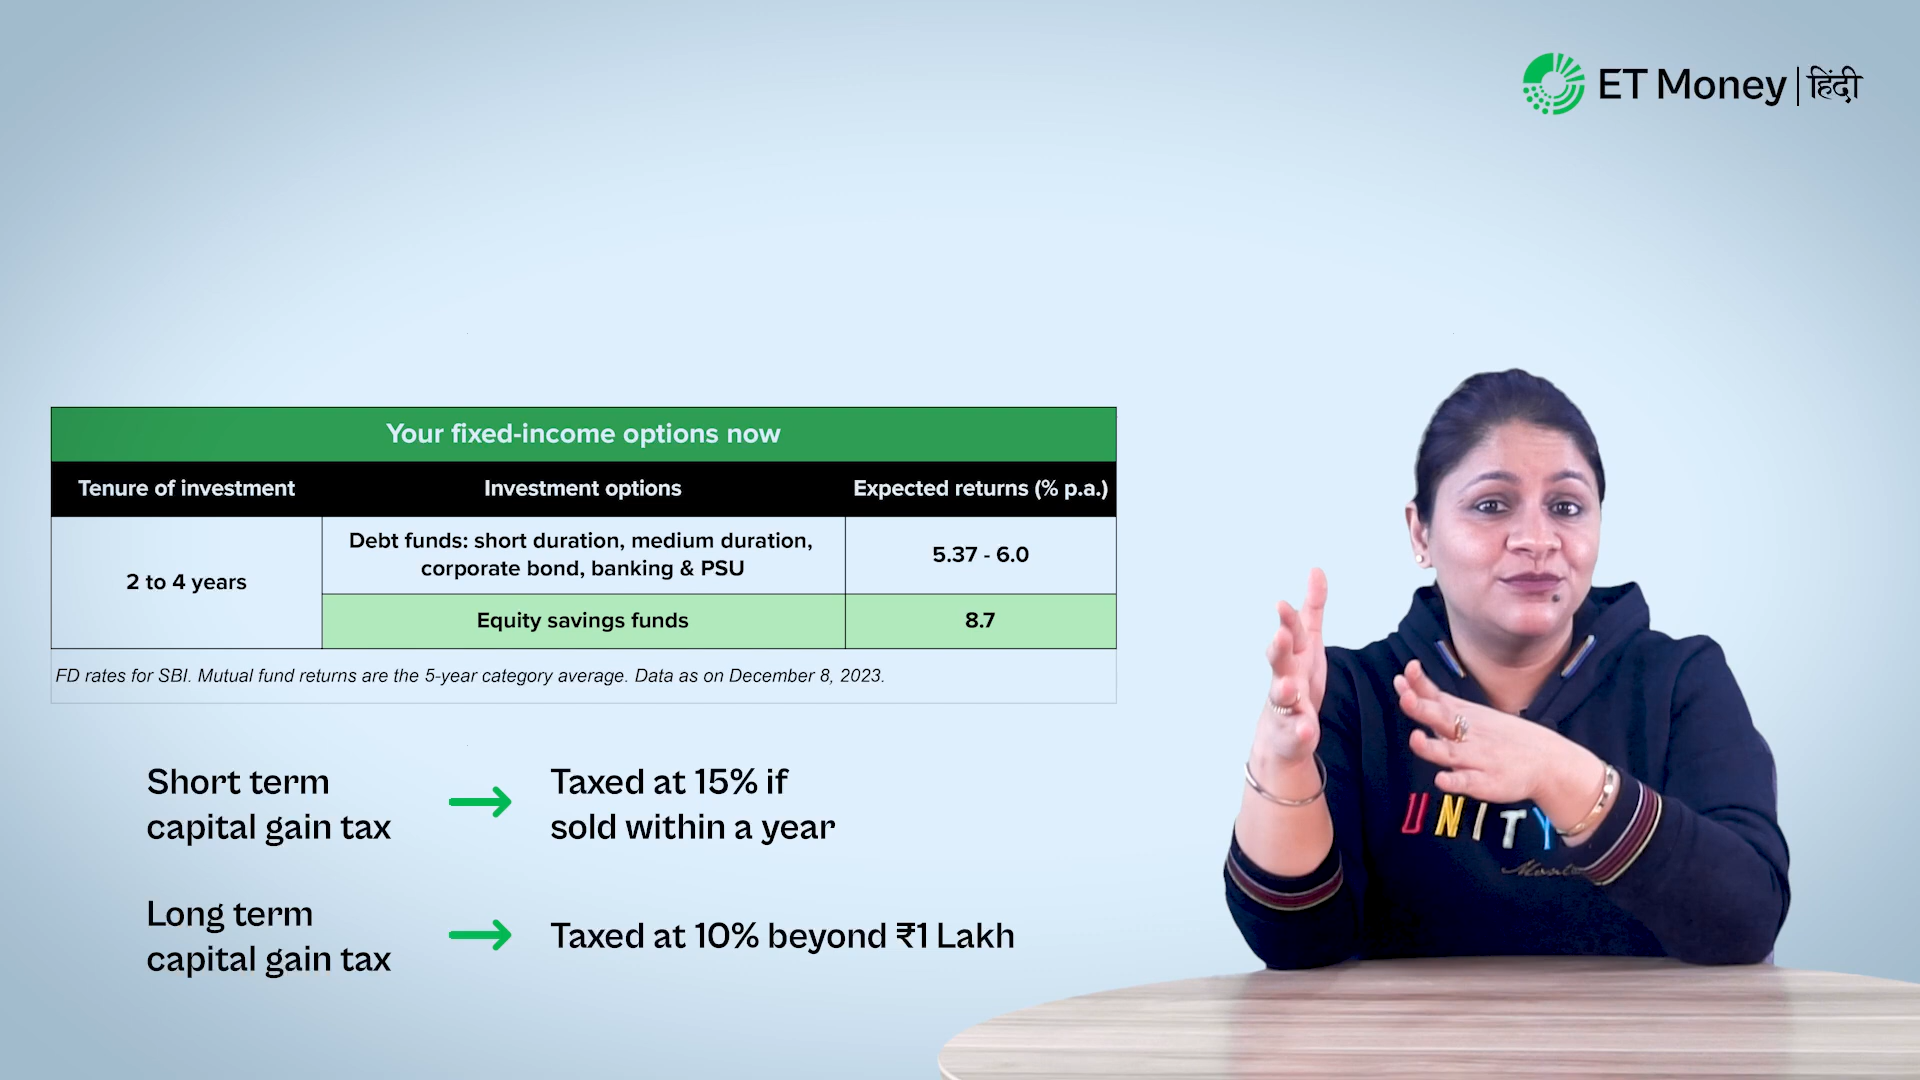 ET Money | हिंदी
Your fixed-income options now
Tenure of investment
Investment options
Expected returns (% p.a.)
2 to 4 years
Debt funds: short duration, medium duration,
corporate bond, banking & PSU
5.37 - 6.0
Equity savings funds
8.7
FD rates for SBI. Mutual fund returns are the 5-year category average. Data as on December 8, 2023.
Short term
capital gain tax
Taxed at 15% if
sold within a year
Long term
capital gain tax
Taxed at 10% beyond ₹1 Lakh
UNITY